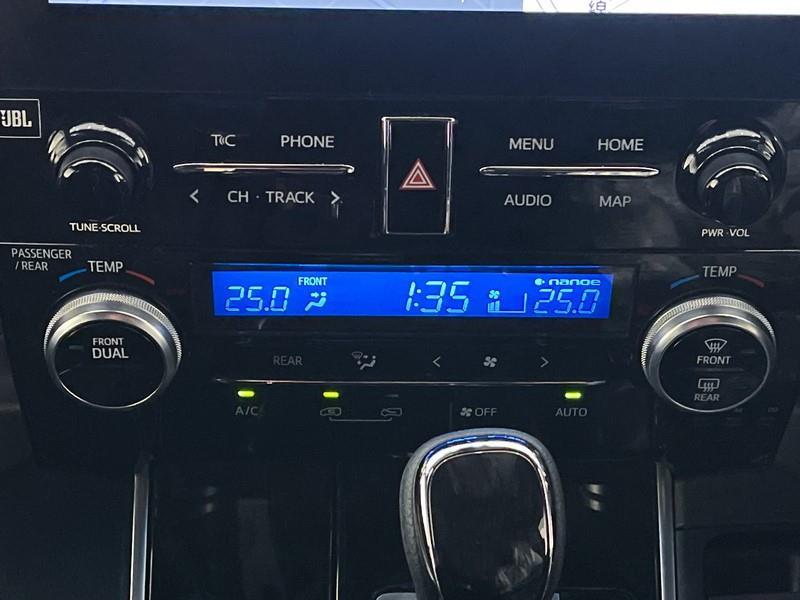 線
JBL
T C PHONE
MENU HOME
CH · TRACK
AUDIO MAP
TUNE·SCROLL
PWR·VOL
PASSENGER
/ REAR
TEMP
TEMP
FRONT
nanoe
25.0 1:35 25.0
FRONT
DUAL
FRONT
REAR
REAR
A/C
OFF
AUTO